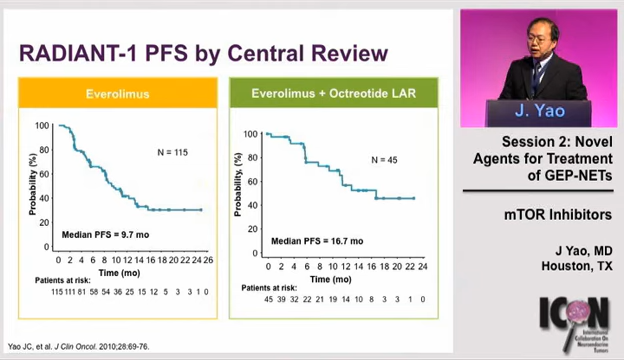 RADIANT-1 PFS by Central Review
Everolimus
100
80
60
40
20
0
Probability (%)
N = 115
Median PFS = 9.7 mo
0 2 4 6 8 10 12 14 16 18 20 22 24 26
Time (mo)
Patients at risk:
115 111 81 58 54 36 25 15 12 5 3 3 1 0
Everolimus + Octreotide LAR
100
80
60
40
20
0
Probability, (%)
N = 45
Median PFS = 16.7 mo
0 2 4 6 8 10 12 14 16 18 20 22 24
Time (mo)
Patients at risk:
45 39 32 22 21 19 14 10 8 3 3 1 0
Yao JC, et al. J Clin Oncol. 2010;28:69-76.
J. Yao
Session 2: Novel
Agents for Treatment
of GEP-NETs
mTOR Inhibitors
J Yao, MD
Houston, TX
ICON
International
Collaboration On
Neuroendocrine
Tumors